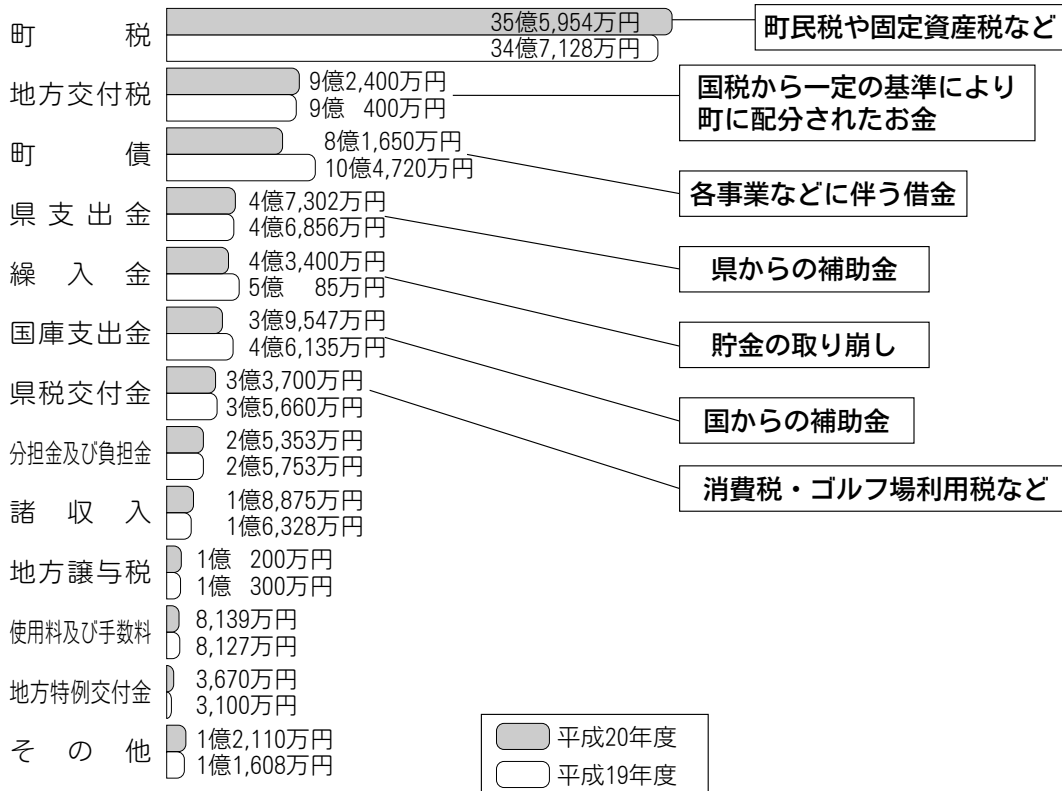 町税
35億5,954万円
34億7,128万円
町民税や固定資産税など
地方交付税
9億2,400万円
9億 400万円
国税から一定の基準により
町に配分されたお金
町債
8億1,650万円
10億4,720万円
各事業などに伴う借金
県支出金
4億7,302万円
4億6,856万円
県からの補助金
繰入金
4億3,400万円
5億 85万円
貯金の取り崩し
国庫支出金
3億9,547万円
4億6,135万円
国からの補助金
県税交付金
3億3,700万円
3億5,660万円
消費税・ゴルフ場利用税など
分担金及び負担金
2億5,353万円
2億5,753万円
諸収入
1億8,875万円
1億6,328万円
地方譲与税
1億 200万円
1億 300万円
使用料及び手数料
8,139万円
8,127万円
地方特例交付金
3,670万円
3,100万円
その他
1億2,110万円
1億1,608万円
平成20年度
平成19年度